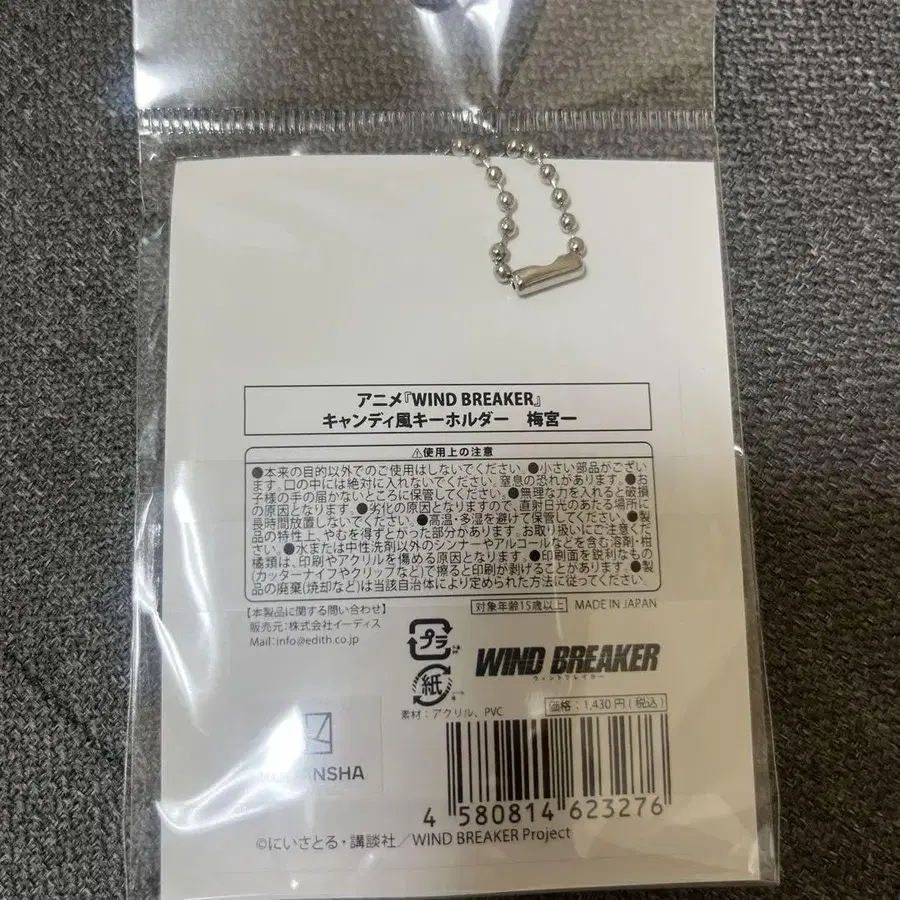 アニメ『WIND BREAKER』
キャンディ風キーホルダー　梅宮一
⚠使用上の注意
●本来の目的以外でのご使用はしないでください。●小さい部品がござい
ます。口の中には絶対に入れないでください。窒息の恐れがあります。●お
子様の手の届かないところに保管してください。●無理な力を入れると破損
の原因となります。●劣化の原因となりますので、直射日光のあたる場所に
長時間放置しないでください。●高温・多湿を避けて保管してください。●製
品の特性上、やむを得ずとがった部分があります。お取り扱いにご注意くだ
さい。●水または中性洗剤以外のシンナーやアルコールなどを含む溶剤・柑
橘類は、印刷やアクリルを傷める原因となります。●印刷面を鋭利なもの
(カッターナイフやクリップなど)で擦ると印刷が剥げることがあります。●製
品の廃棄(焼却など)は当該自治体により定められた方法に従ってください。
【本製品に関する問い合わせ】
販売元：株式会社イーディス
Mail：info@edith.co.jp
対象年齢15歳以上 MADE IN JAPAN
プラ
紙
WIND BREAKER
ウィンドブレイカー
素材：アクリル、PVC
価格：1,430円(税込)
KODANSHA
4 580814 623276
©にいさとる・講談社／WIND BREAKER Project